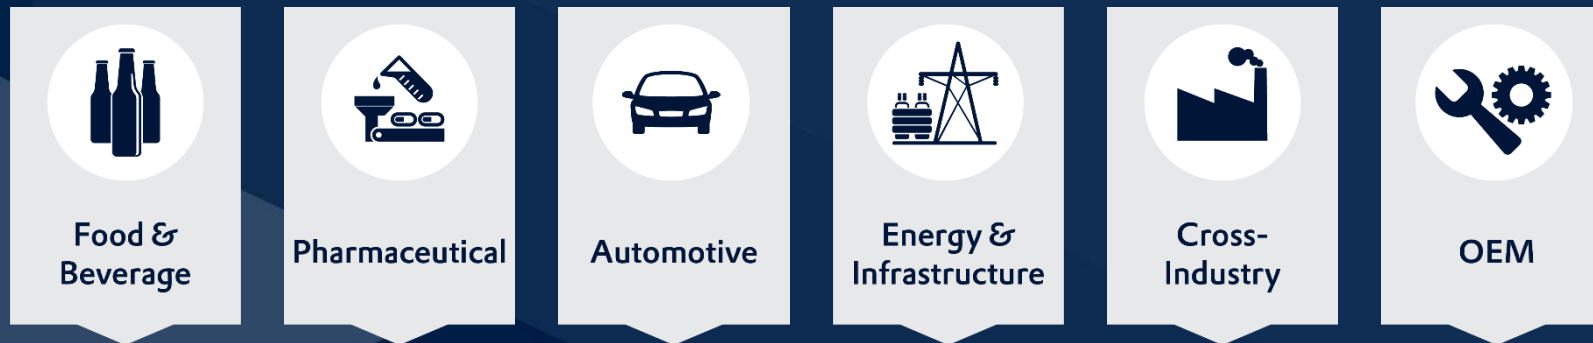 Food &
Beverage
Pharmaceutical
Automotive
Energy &
Infrastructure
Cross-
Industry
OEM